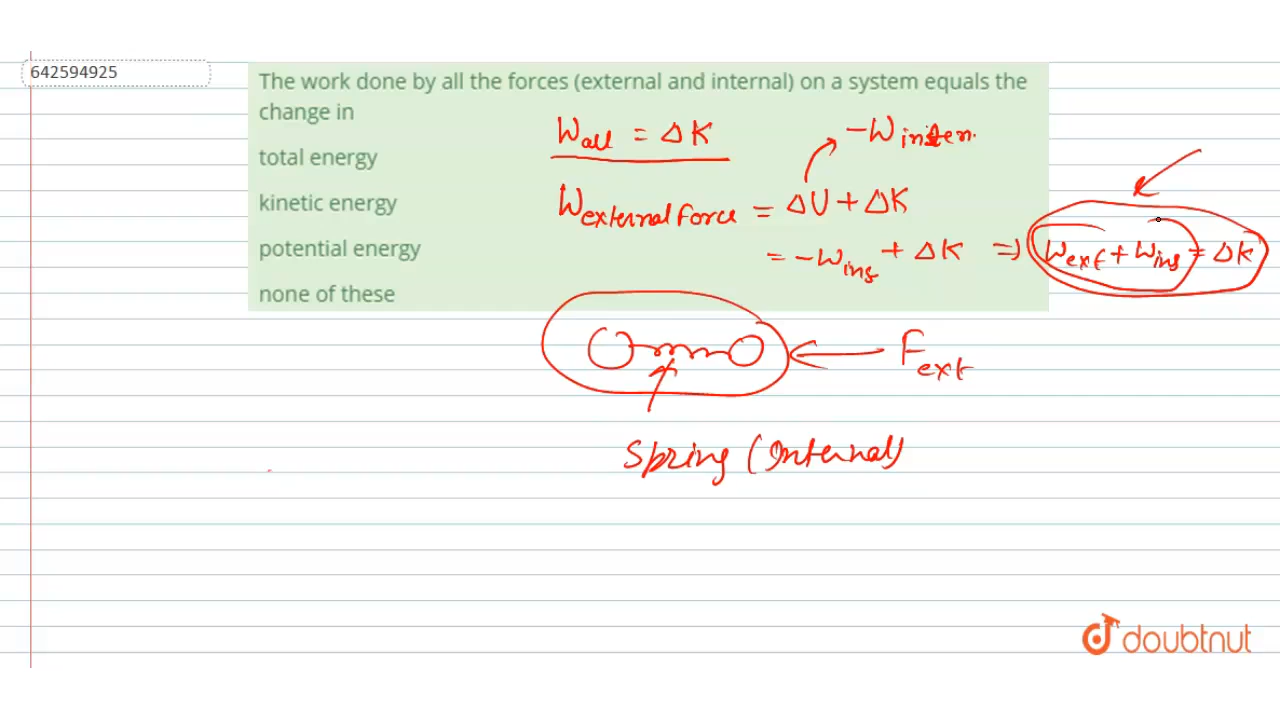 642594925
The work done by all the forces (external and internal) on a system equals the
change in
total energy
kinetic energy
potential energy
none of these
Wall = ΔK
-Wintern.
Wexternal force = ΔU + ΔK
= -Wint + ΔK ⇒ Wext + Wint = ΔK
Fext
Spring (Internal)
doubtnut